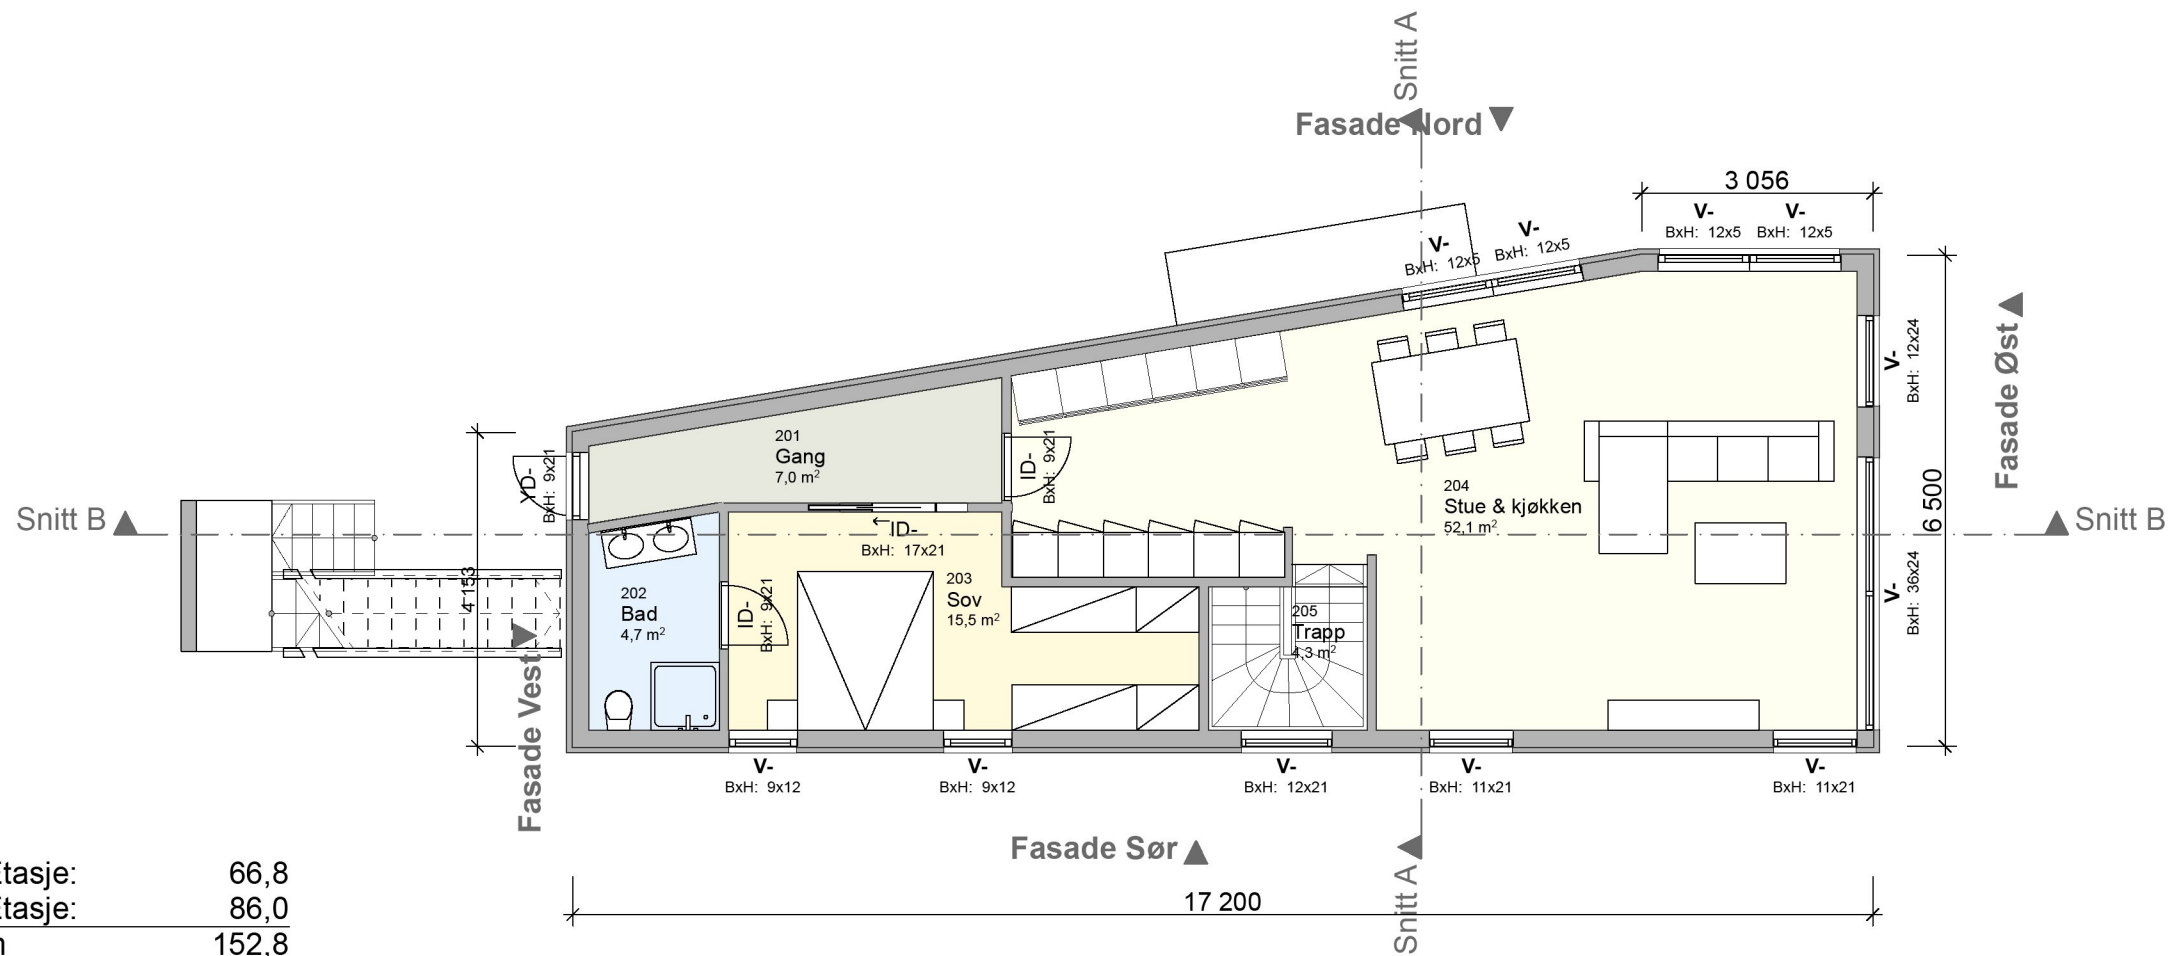 Snitt A
Fasade Nord
3 056
V-
BxH: 12x5
V-
BxH: 12x5
V-
BxH: 12x5
V-
BxH: 12x5
V-
BxH: 12x24
Fasade Øst
201
Gang
7,0 m²
ID-
BxH: 9x21
YD-
BxH: 9x21
204
Stue & kjøkken
52,1 m²
6 500
Snitt B
Snitt B
ID-
BxH: 17x21
4 153
202
Bad
4,7 m²
ID-
BxH: 9x21
203
Sov
15,5 m²
205
Trapp
4,3 m²
V-
BxH: 36x24
Fasade Vest
V-
BxH: 9x12
V-
BxH: 9x12
V-
BxH: 12x21
V-
BxH: 11x21
V-
BxH: 11x21
Fasade Sør
Snitt A
17 200
Etasje: 66,8
Etasje: 86,0
152,8